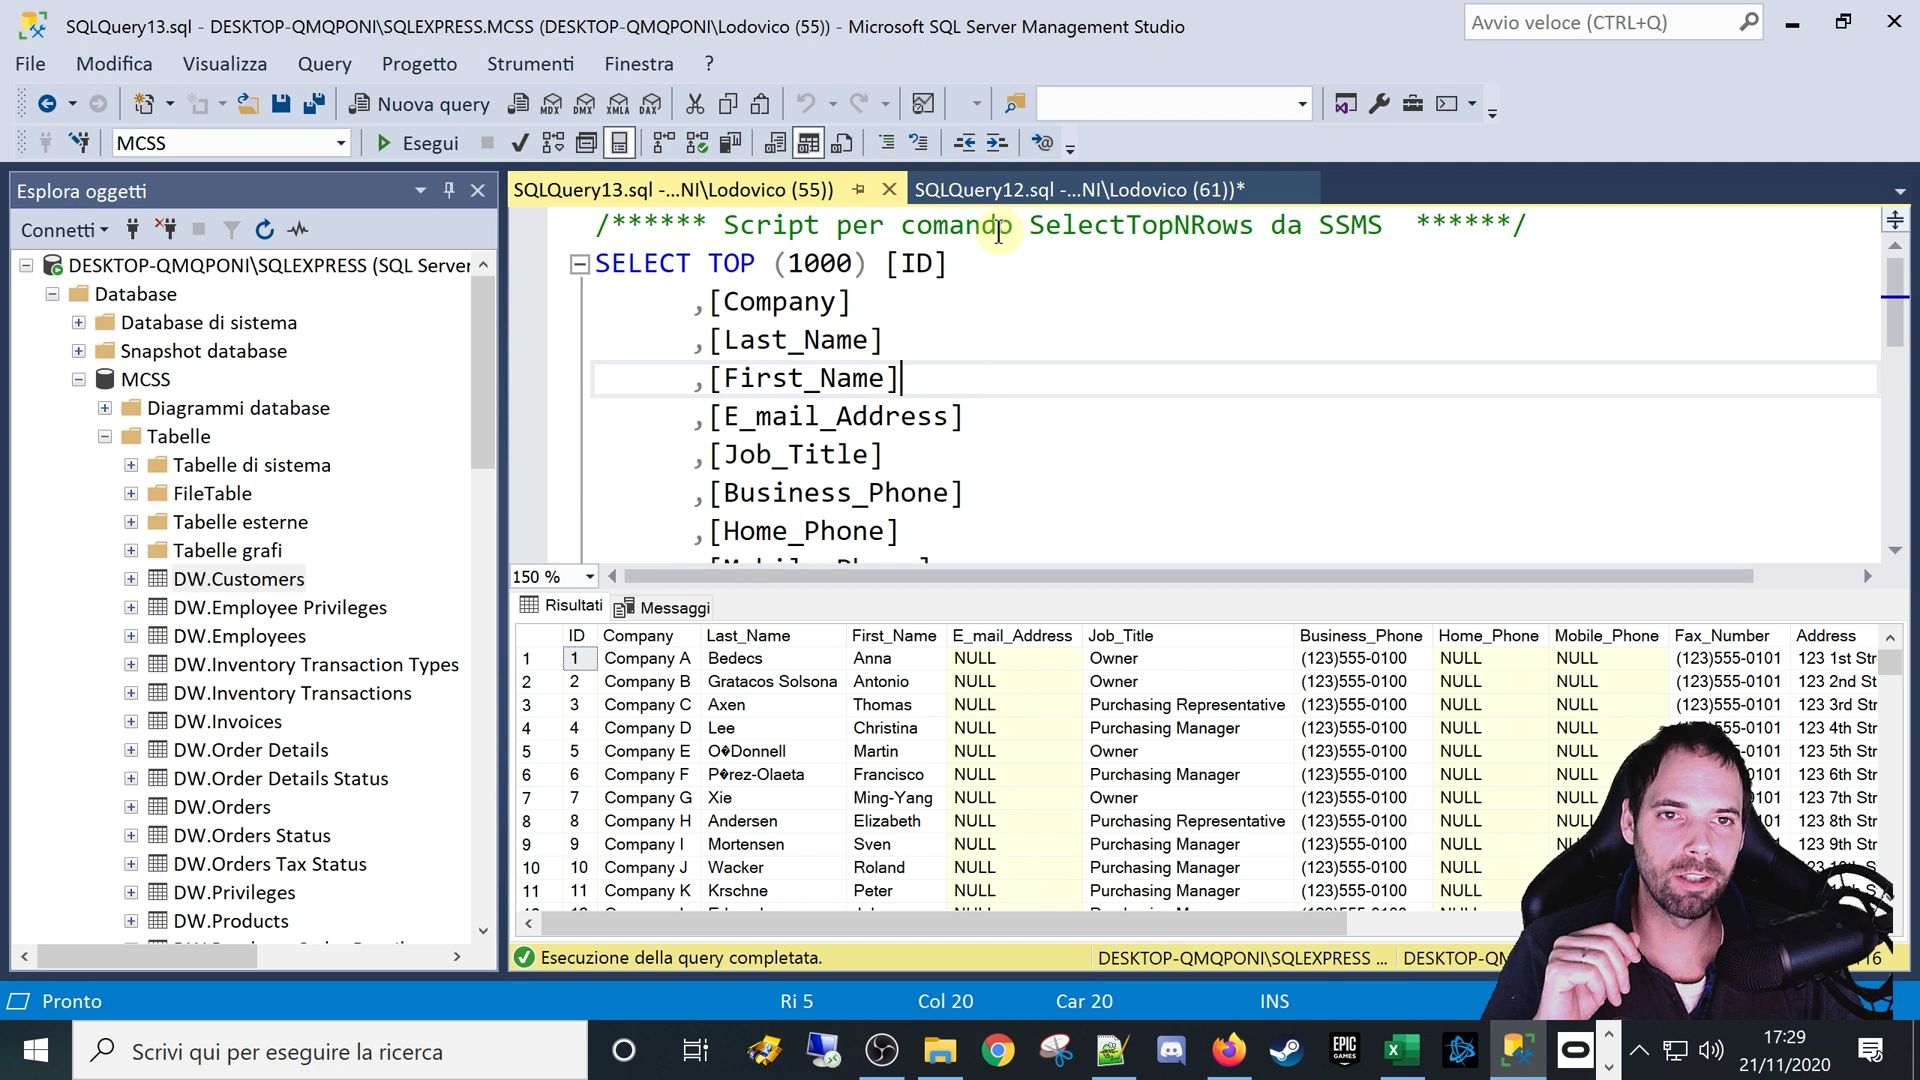 SQLQuery13.sql - DESKTOP-QMQPONI\SQLEXPRESS.MCSS (DESKTOP-QMQPONI\Lodovico (55)) - Microsoft SQL Server Management Studio
Avvio veloce (CTRL+Q)
File Modifica Visualizza Query Progetto Strumenti Finestra ?
Nuova query MDX DMX XMLA DAX
MCSS Esegui
Esplora oggetti
SQLQuery13.sql -...NI\Lodovico (55)) SQLQuery12.sql -...NI\Lodovico (61))*
Connetti
DESKTOP-QMQPONI\SQLEXPRESS (SQL Server
Database
Database di sistema
Snapshot database
MCSS
Diagrammi database
Tabelle
Tabelle di sistema
FileTable
Tabelle esterne
Tabelle grafi
DW.Customers
DW.Employee Privileges
DW.Employees
DW.Inventory Transaction Types
DW.Inventory Transactions
DW.Invoices
DW.Order Details
DW.Order Details Status
DW.Orders
DW.Orders Status
DW.Orders Tax Status
DW.Privileges
DW.Products
/****** Script per comando SelectTopNRows da SSMS ******/
SELECT TOP (1000) [ID]
,[Company]
,[Last_Name]
,[First_Name]
,[E_mail_Address]
,[Job_Title]
,[Business_Phone]
,[Home_Phone]
150 %
Risultati Messaggi
ID Company Last_Name First_Name E_mail_Address Job_Title Business_Phone Home_Phone Mobile_Phone Fax_Number Address
1 1 Company A Bedecs Anna NULL Owner (123)555-0100 NULL NULL (123)555-0101 123 1st Str
2 2 Company B Gratacos Solsona Antonio NULL Owner (123)555-0100 NULL NULL (123)555-0101 123 2nd St
3 3 Company C Axen Thomas NULL Purchasing Representative (123)555-0100 NULL NULL (123)555-0101 123 3rd Str
4 4 Company D Lee Christina NULL Purchasing Manager (123)555-0100 NULL NULL 55-0101 123 4th Str
5 5 Company E O�Donnell Martin NULL Owner (123)555-0100 NULL NULL 5-0101 123 5th Str
6 6 Company F P�rez-Olaeta Francisco NULL Purchasing Manager (123)555-0100 NULL NULL 0101 123 6th Str
7 7 Company G Xie Ming-Yang NULL Owner (123)555-0100 NULL NULL 101 123 7th Str
8 8 Company H Andersen Elizabeth NULL Purchasing Representative (123)555-0100 NULL 123 8th Str
9 9 Company I Mortensen Sven NULL Purchasing Manager (123)555-0100 NULL 123 9th Str
10 10 Company J Wacker Roland NULL Purchasing Manager (123)555-0100 NULL
11 11 Company K Krschne Peter NULL Purchasing Manager (123)555-0100 NULL
Esecuzione della query completata. DESKTOP-QMQPONI\SQLEXPRESS ...
Pronto Ri 5 Col 20 Car 20 INS
Scrivi qui per eseguire la ricerca
EPIC GAMES
17:29
21/11/2020